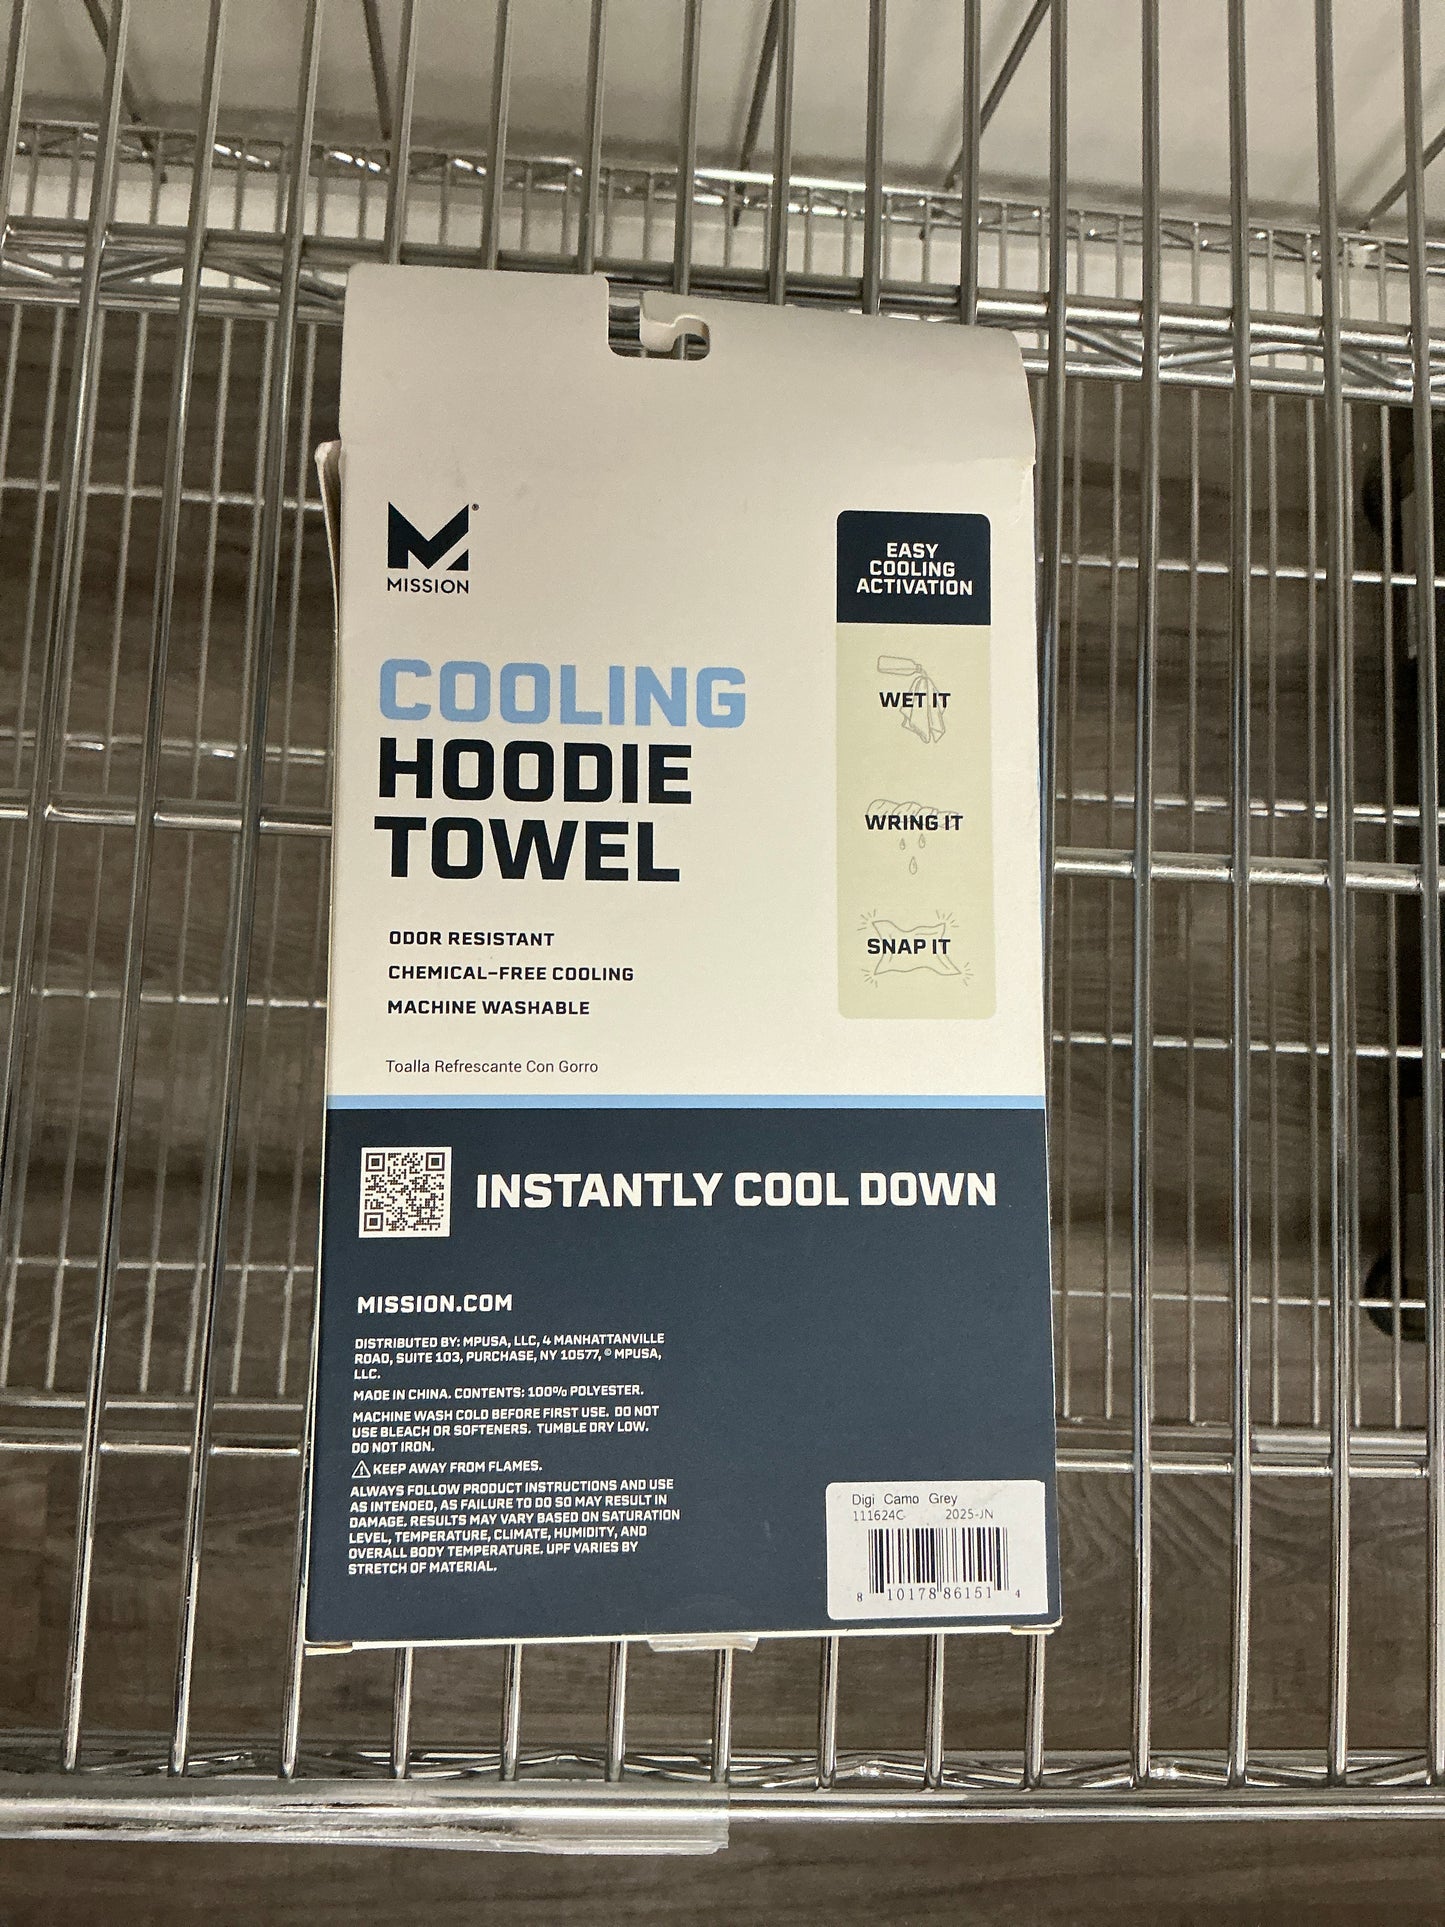 MISSION®
COOLING
HOODIE
TOWEL
ODOR RESISTANT
CHEMICAL-FREE COOLING
MACHINE WASHABLE
Toalla Refrescante Con Gorro
EASY
COOLING
ACTIVATION
WET IT
WRING IT
SNAP IT
INSTANTLY COOL DOWN
MISSION.COM
DISTRIBUTED BY: MPUSA, LLC, 4 MANHATTANVILLE
ROAD, SUITE 103, PURCHASE, NY 10577, © MPUSA,
LLC.
MADE IN CHINA. CONTENTS: 100% POLYESTER.
MACHINE WASH COLD BEFORE FIRST USE. DO NOT
USE BLEACH OR SOFTENERS. TUMBLE DRY LOW.
DO NOT IRON.
⚠ KEEP AWAY FROM FLAMES.
ALWAYS FOLLOW PRODUCT INSTRUCTIONS AND USE
AS INTENDED, AS FAILURE TO DO SO MAY RESULT IN
DAMAGE. RESULTS MAY VARY BASED ON SATURATION
LEVEL, TEMPERATURE, CLIMATE, HUMIDITY, AND
OVERALL BODY TEMPERATURE. UPF VARIES BY
STRETCH OF MATERIAL.
Digi Camo Grey
111624C 2025-JN
8 10178 86151 4